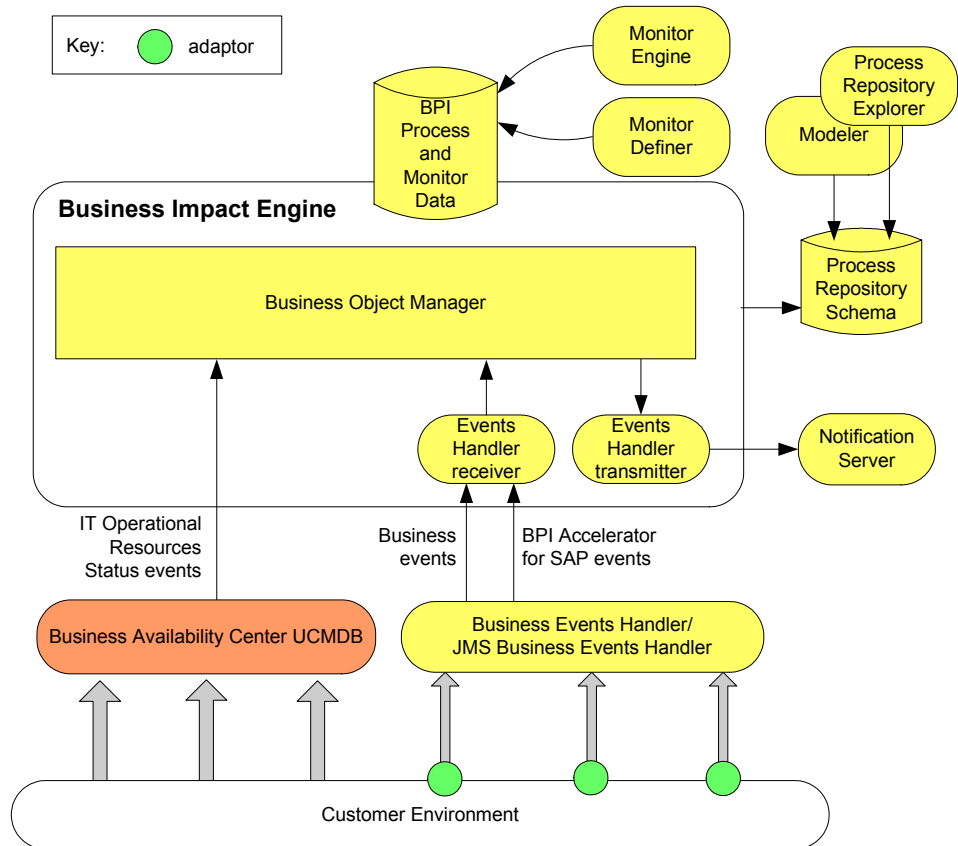 Key:
adaptor
Monitor
Engine
Process
Repository
Explorer
BPI
Process
and
Monitor
Data
Monitor
Definer
Modeler
Business Impact Engine
Business Object Manager
Process
Repository
Schema
Events
Handler
receiver
Events
Handler
transmitter
Notification
Server
IT Operational
Resources
Status events
Business
events
BPI Accelerator
for SAP events
Business Availability Center UCMDB
Business Events Handler/
JMS Business Events Handler
Customer Environment